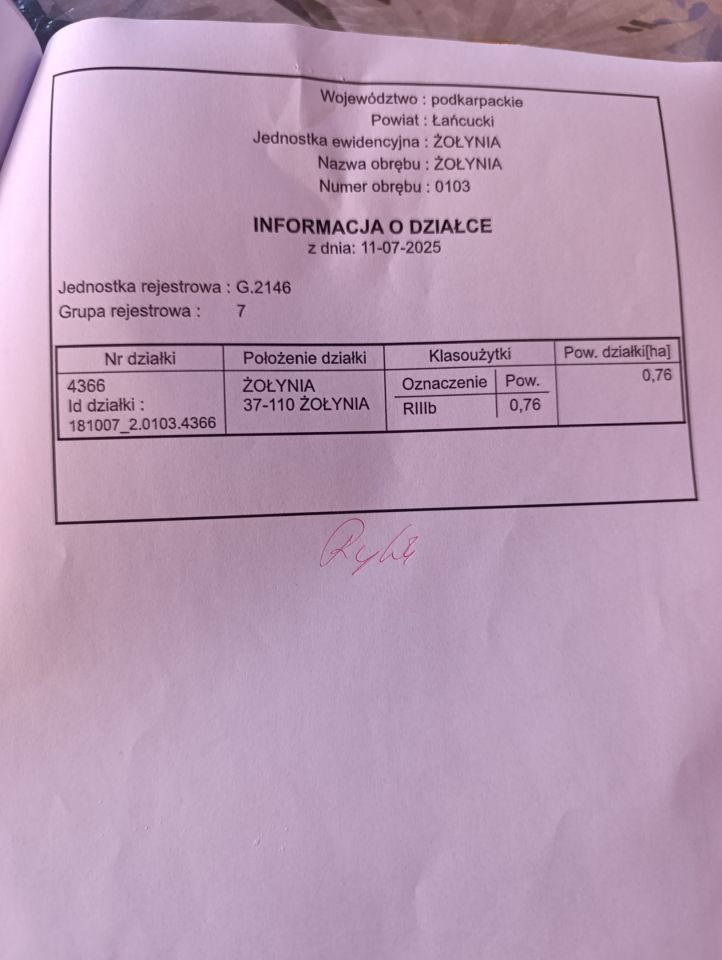 Województwo : podkarpackie
Powiat : Łańcucki
Jednostka ewidencyjna : ŻOŁYNIA
Nazwa obrębu : ŻOŁYNIA
Numer obrębu : 0103
INFORMACJA O DZIAŁCE
z dnia: 11-07-2025
Jednostka rejestrowa : G.2146
Grupa rejestrowa : 7
Nr działki Położenie działki Klasoużytki Pow. działki[ha]
4366 ŻOŁYNIA Oznaczenie Pow. 0,76
Id działki : 37-110 ŻOŁYNIA RIIIb 0,76
181007_2.0103.4366